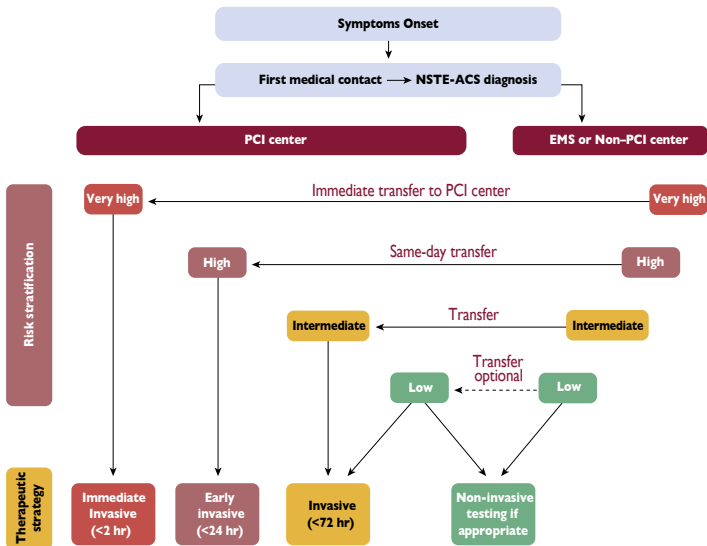 Symptoms Onset
First medical contact → NSTE-ACS diagnosis
PCI center
EMS or Non–PCI center
Risk stratification
Very high
Immediate transfer to PCI center
Very high
High
Same-day transfer
High
Intermediate
Transfer
Intermediate
Low
Transfer
optional
Low
Therapeutic
strategy
Immediate
Invasive
(<2 hr)
Early
invasive
(<24 hr)
Invasive
(<72 hr)
Non-invasive
testing if
appropriate